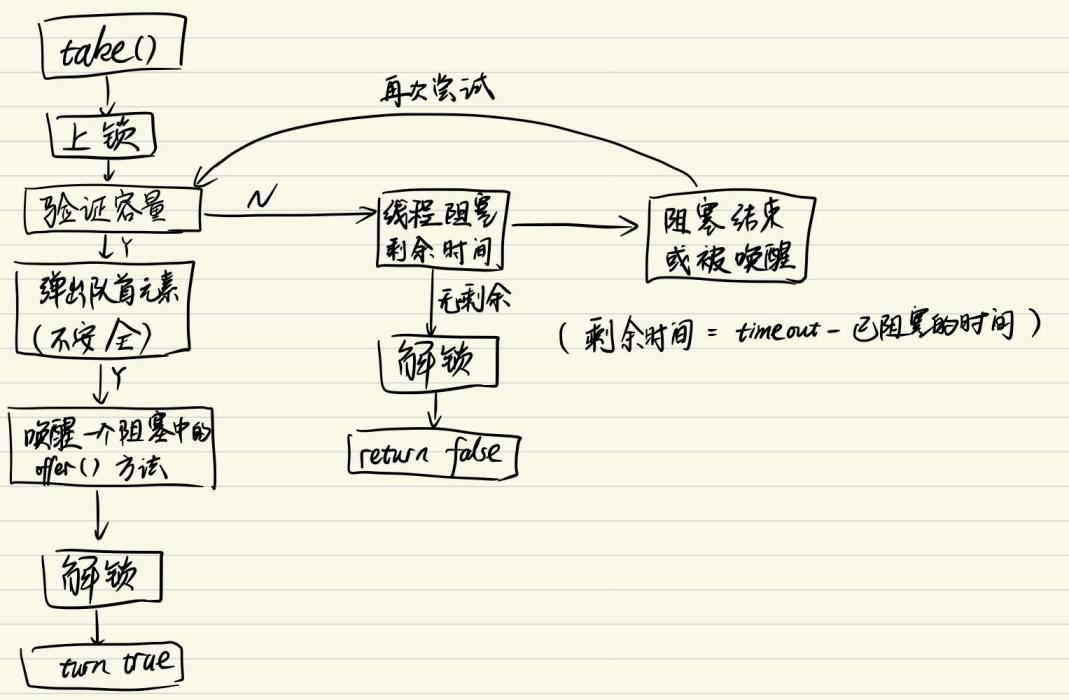 take()
上锁
再次尝试
验证容量
N
线程阻塞
剩余时间
阻塞结束
或被唤醒
Y
弹出队首元素
(不安全)
无剩余
(剩余时间 = timeout - 已阻塞的时间)
Y
解锁
唤醒一个阻塞中的
offer() 方法
return false
解锁
turn true